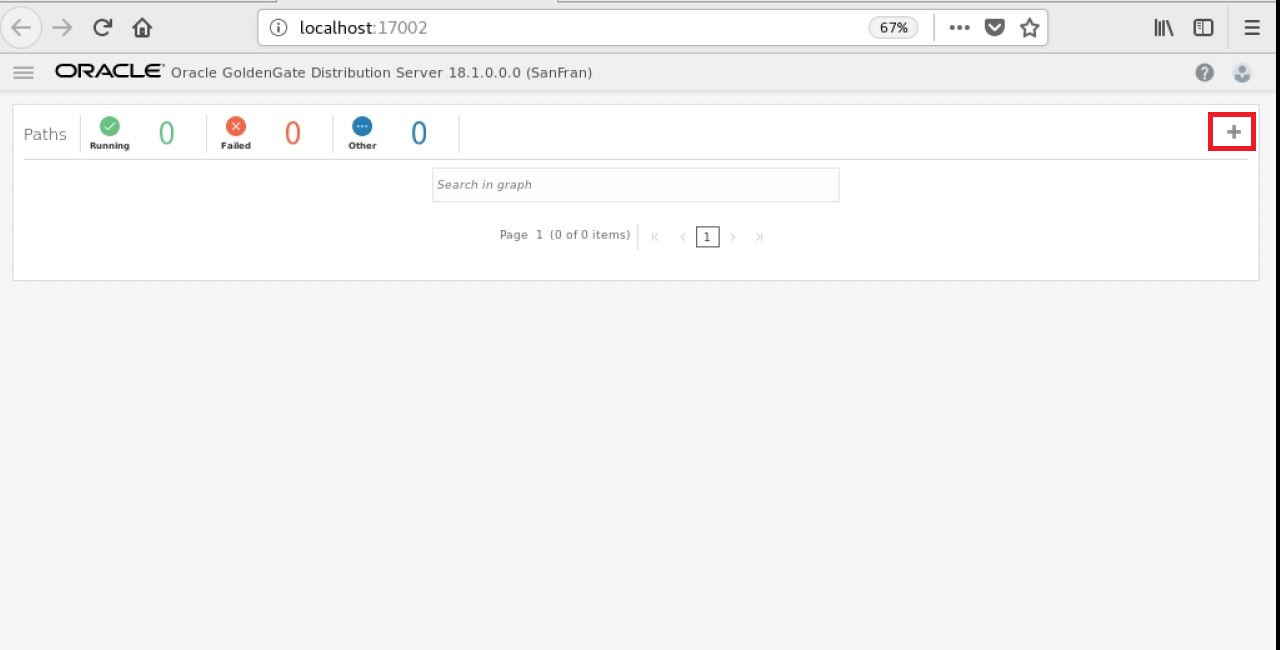 localhost:17002 67%
ORACLE® Oracle GoldenGate Distribution Server 18.1.0.0.0 (SanFran)
Paths Running 0 Failed 0 Other 0
Search in graph
Page 1 (0 of 0 items) 1